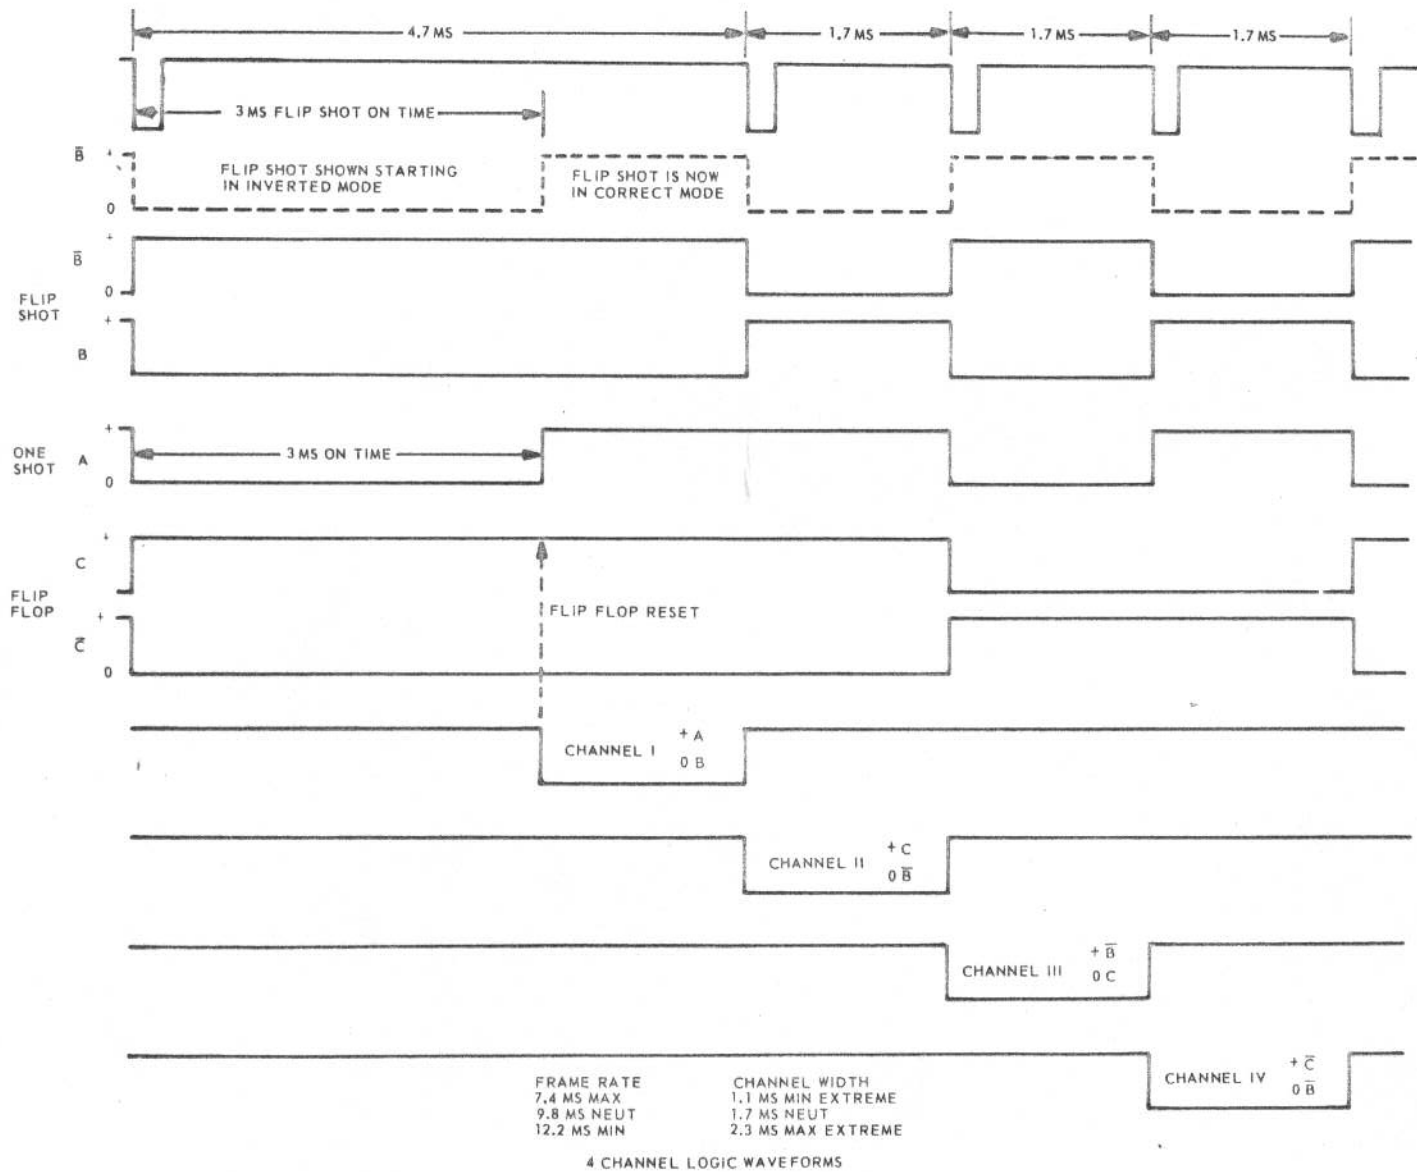 4.7 MS
1.7 MS
1.7 MS
1.7 MS
3 MS FLIP SHOT ON TIME
B̅
+
0
FLIP SHOT SHOWN STARTING
IN INVERTED MODE
FLIP SHOT IS NOW
IN CORRECT MODE
FLIP
SHOT
B̅
+
0
+
B
ONE
SHOT
A
+
0
3 MS ON TIME
FLIP
FLOP
+
C
+
C̅
0
FLIP FLOP RESET
CHANNEL I
+ A
0 B
CHANNEL II
+ C
0 B̅
CHANNEL III
+ B̅
0 C
CHANNEL IV
+ C̅
0 B̅
FRAME RATE
7.4 MS MAX
9.8 MS NEUT
12.2 MS MIN
CHANNEL WIDTH
1.1 MS MIN EXTREME
1.7 MS NEUT
2.3 MS MAX EXTREME
4 CHANNEL LOGIC WAVEFORMS